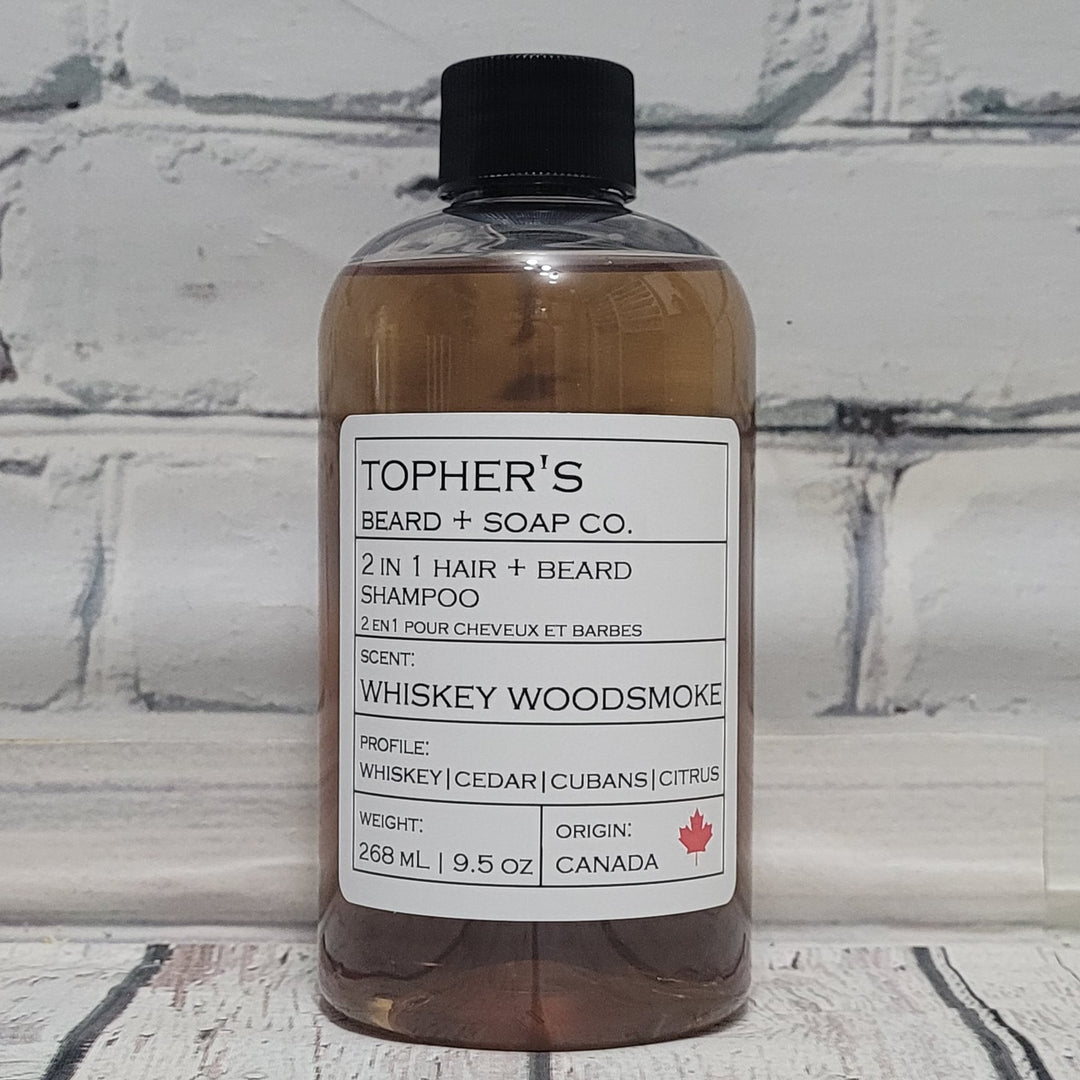 TOPHER'S
BEARD + SOAP CO.
2 IN 1 HAIR + BEARD
SHAMPOO
2 EN1 POUR CHEVEUX ET BARBES
SCENT:
WHISKEY WOODSMOKE
PROFILE:
WHISKEY|CEDAR|CUBANS|CITRUS
WEIGHT:
268 ML | 9.5 OZ
ORIGIN:
CANADA